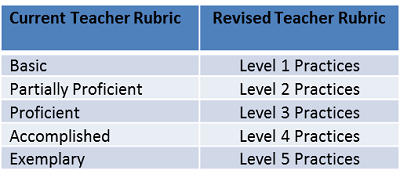 Current Teacher Rubric Revised Teacher Rubric
Basic Level 1 Practices
Partially Proficient Level 2 Practices
Proficient Level 3 Practices
Accomplished Level 4 Practices
Exemplary Level 5 Practices